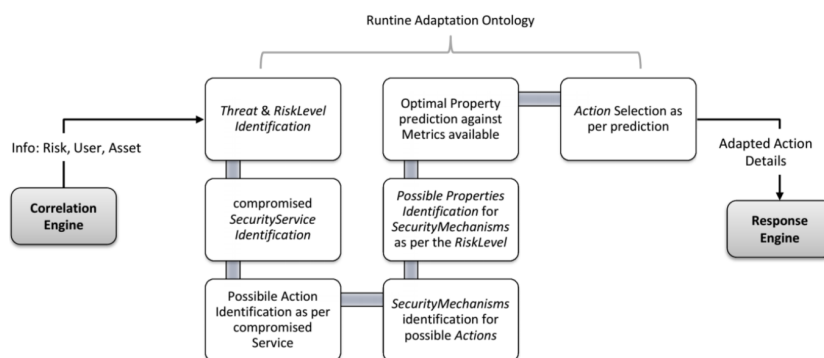 Runtine Adaptation Ontology
Threat & RiskLevel
Identification
Optimal Property
prediction against
Metrics available
Action Selection as
per prediction
Info: Risk, User, Asset
Adapted Action
Details
Correlation
Engine
compromised
SecurityService
Identification
Possible Properties
Identification for
SecurityMechanisms
as per the RiskLevel
Response
Engine
Possibile Action
Identification as per
compromised
Service
SecurityMechanisms
identification for
possible Actions